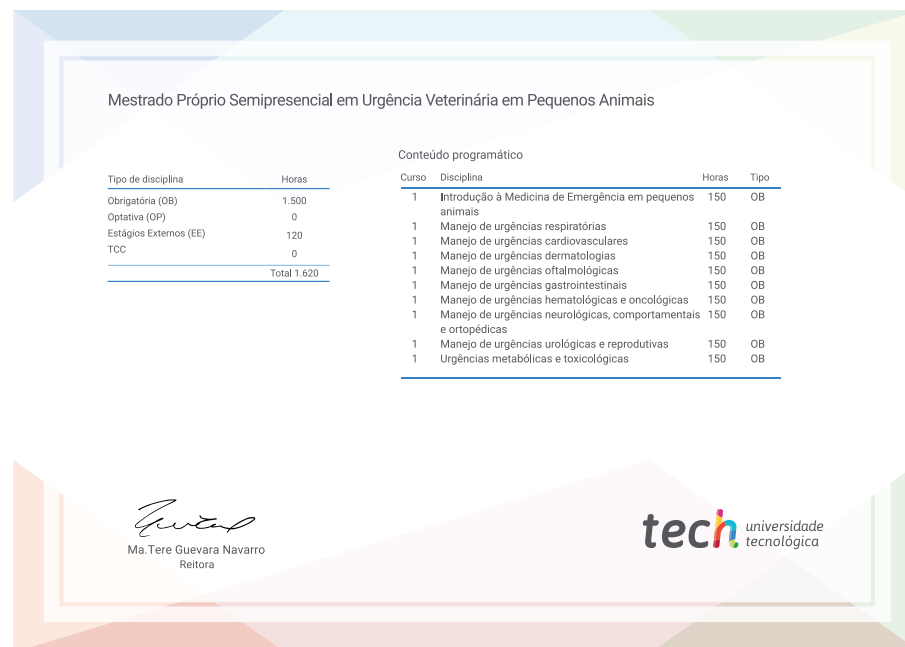 Mestrado Próprio Semipresencial em Urgência Veterinária em Pequenos Animais
Tipo de disciplina Horas
Obrigatória (OB) 1.500
Optativa (OP) 0
Estágios Externos (EE) 120
TCC 0
Total 1.620
Conteúdo programático
Curso Disciplina Horas Tipo
1 Introdução à Medicina de Emergência em pequenos 150 OB
animais
1 Manejo de urgências respiratórias 150 OB
1 Manejo de urgências cardiovasculares 150 OB
1 Manejo de urgências dermatologias 150 OB
1 Manejo de urgências oftalmológicas 150 OB
1 Manejo de urgências gastrointestinais 150 OB
1 Manejo de urgências hematológicas e oncológicas 150 OB
1 Manejo de urgências neurológicas, comportamentais 150 OB
e ortopédicas
1 Manejo de urgências urológicas e reprodutivas 150 OB
1 Urgências metabólicas e toxicológicas 150 OB
Ma.Tere Guevara Navarro
Reitora
tech universidade
tecnológica